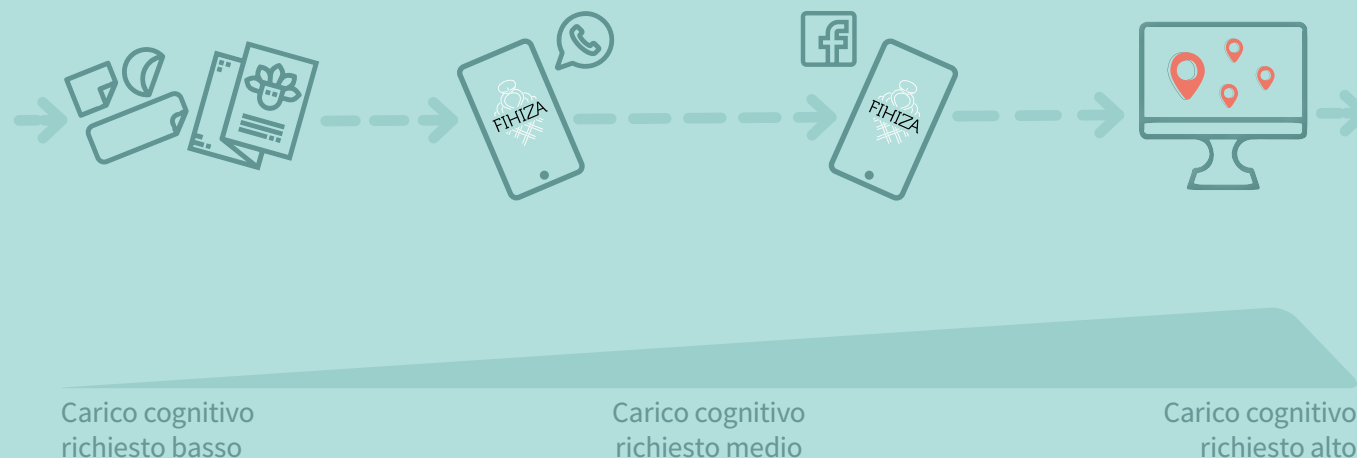 FIHIZA
FIHIZA
Carico cognitivo
richiesto basso
Carico cognitivo
richiesto medio
Carico cognitivo
richiesto alto